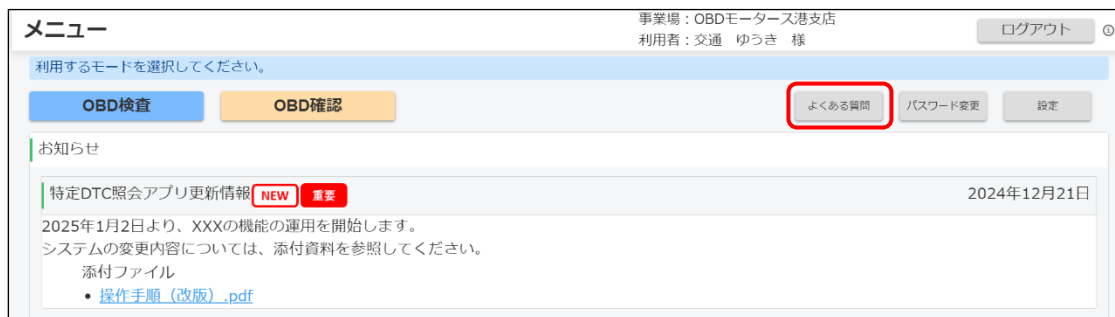 メニュー
事業場：OBDモータース港支店
利用者：交通　ゆうき　様
ログアウト
利用するモードを選択してください。
OBD検査
OBD確認
よくある質問
パスワード変更
設定
お知らせ
特定DTC照会アプリ更新情報 NEW 重要
2024年12月21日
2025年1月2日より、XXXの機能の運用を開始します。
システムの変更内容については、添付資料を参照してください。
添付ファイル
• 操作手順（改版）.pdf